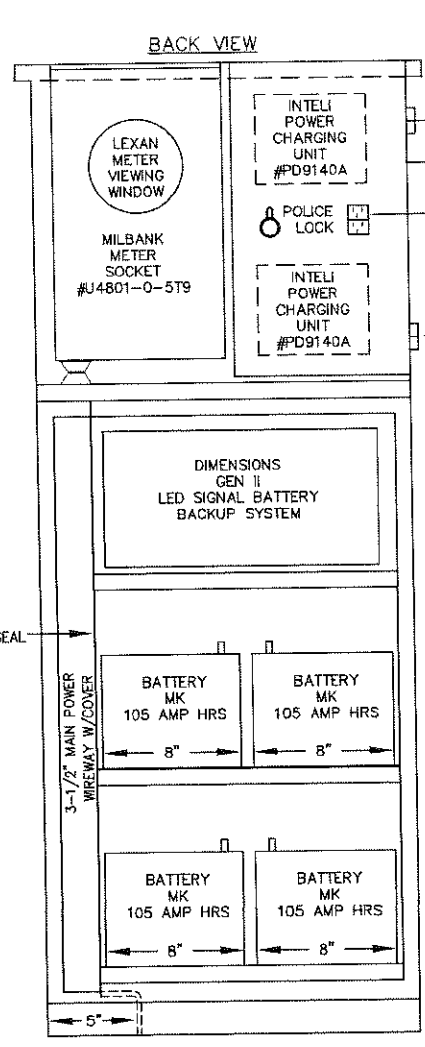 BACK VIEW
LEXAN
METER
VIEWING
WINDOW
MILBANK
METER
SOCKET
#U4801-0-5T9
INTELI
POWER
CHARGING
UNIT
#PD9140A
POLICE
LOCK
INTELI
POWER
CHARGING
UNIT
#PD9140A
DIMENSIONS
GEN II
LED SIGNAL BATTERY
BACKUP SYSTEM
SEAL
3-1/2" MAIN POWER
WIREWAY W/COVER
BATTERY
MK
105 AMP HRS
8"
BATTERY
MK
105 AMP HRS
8"
BATTERY
MK
105 AMP HRS
8"
BATTERY
MK
105 AMP HRS
8"
5"